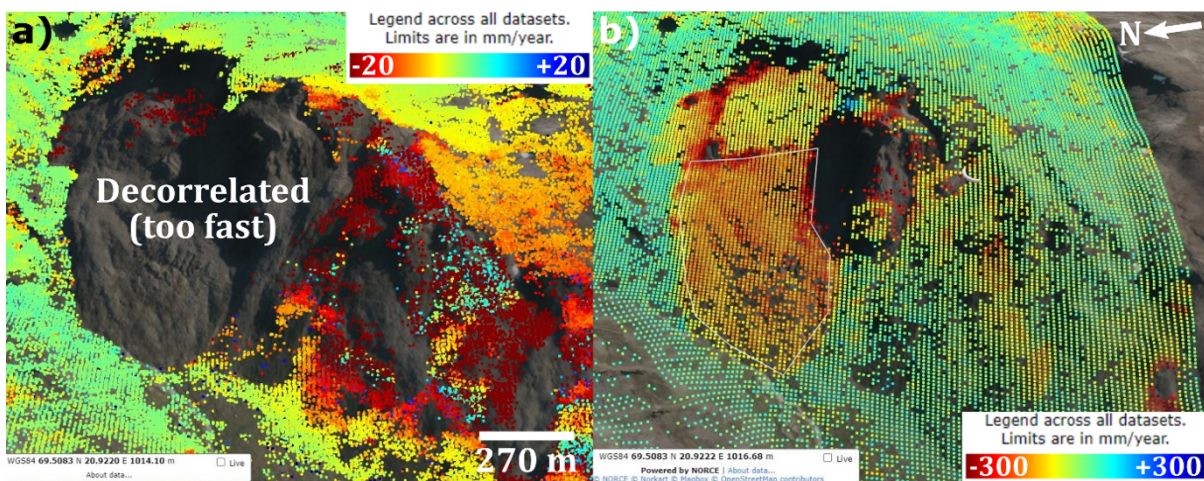 a)
Legend across all datasets.
Limits are in mm/year.
-20 +20
Decorrelated
(too fast)
270 m
WGS84 69.5083 N 20.9220 E 1014.10 m Live
About data...
b)
N
WGS84 69.5083 N 20.9222 E 1016.68 m Live
Powered by NORCE | About data...
© NORCE © Norkart © Mapbox © OpenStreetMap contributors
Legend across all datasets.
Limits are in mm/year.
-300 +300